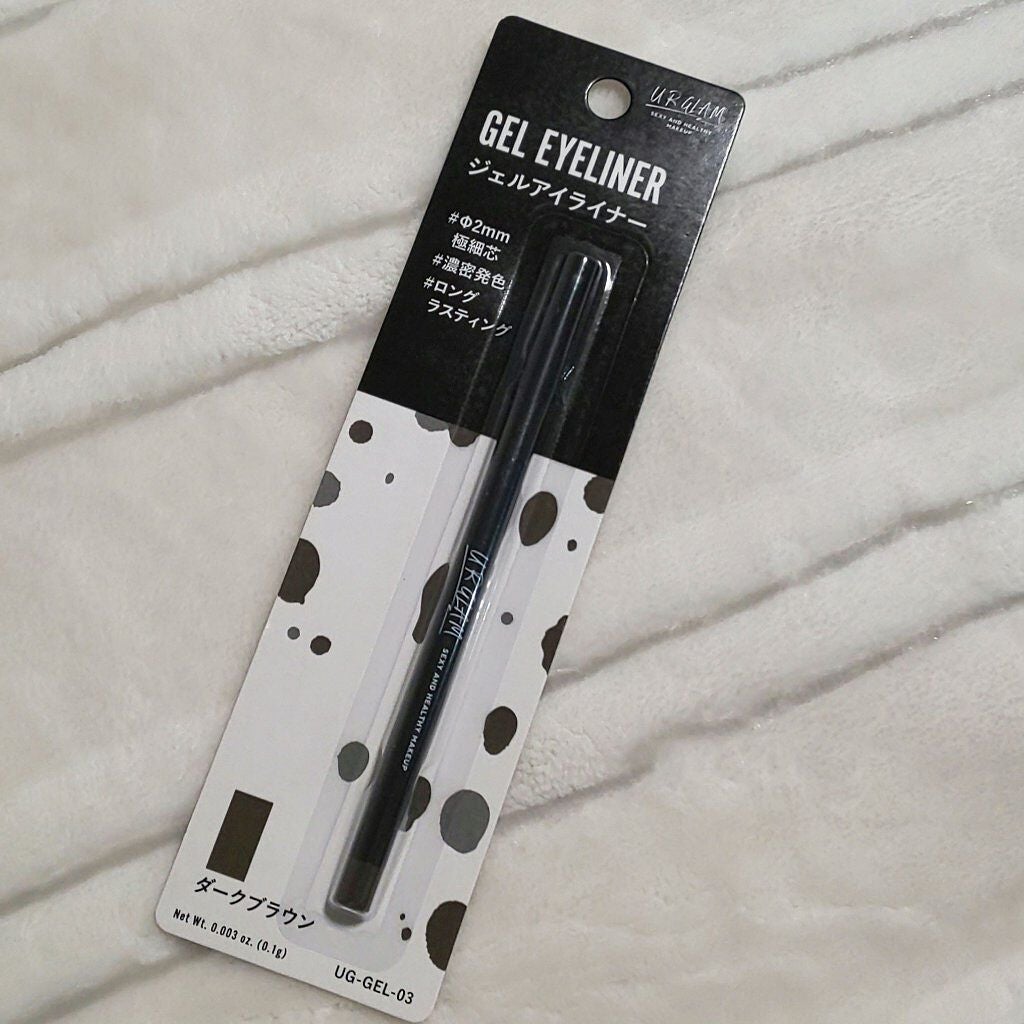 URGLAM
SEXY AND HEALTHY
MAKEUP
GEL EYELINER
ジェルアイライナー
#Φ2mm
極細芯
#濃密発色
#ロング
ラスティング
URGLAM
SEXY AND HEALTHY MAKEUP
ダークブラウン
Net Wt. 0.003 oz. (0.1g)
UG-GEL-03